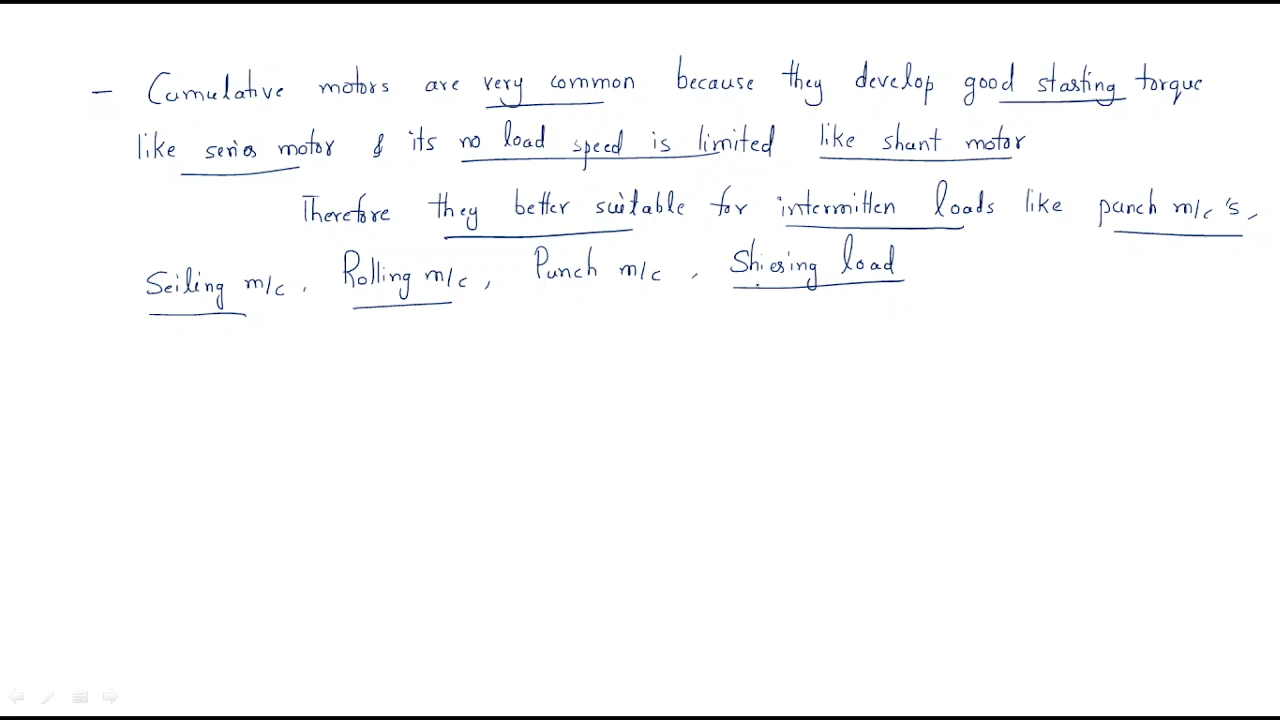 - Cumulative motors are very common because they develop good starting torque
like series motor & its no load speed is limited like shunt motor
Therefore they better suitable for intermitten loads like punch m/c's,
Seiling m/c, Rolling m/c, Punch m/c, Shiesing load